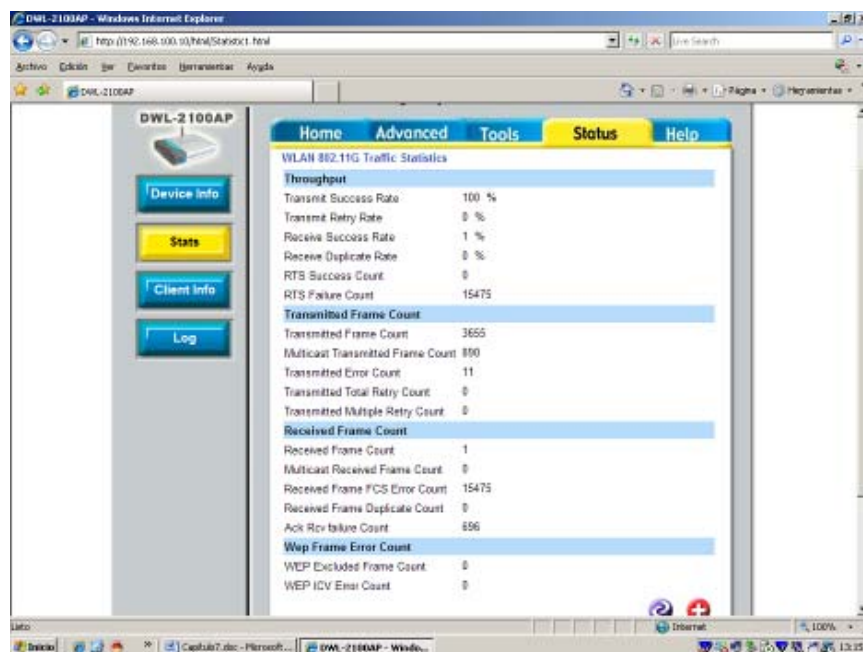 DWL-2100AP - Windows Internet Explorer
http://192.168.100.10/html/Statistic1.html
Live Search
Archivo Edición Ver Favoritos Herramientas Ayuda
DWL-2100AP
Página Herramientas
DWL-2100AP
Home Advanced Tools Status Help
Device Info
Stats
Client Info
Log
WLAN 802.11G Traffic Statistics
Throughput
Transmit Success Rate 100 %
Transmit Retry Rate 0 %
Receive Success Rate 1 %
Receive Duplicate Rate 0 %
RTS Success Count 0
RTS Failure Count 15475
Transmitted Frame Count
Transmitted Frame Count 3655
Multicast Transmitted Frame Count 890
Transmitted Error Count 11
Transmitted Total Retry Count 0
Transmitted Multiple Retry Count 0
Received Frame Count
Received Frame Count 1
Multicast Received Frame Count 0
Received Frame FCS Error Count 15475
Received Frame Duplicate Count 0
Ack Rcv failure Count 696
Wep Frame Error Count
WEP Excluded Frame Count 0
WEP ICV Error Count 0
Listo Internet 100%
Inicio Capitulo7.doc - Microsoft... DWL-2100AP - Windo...